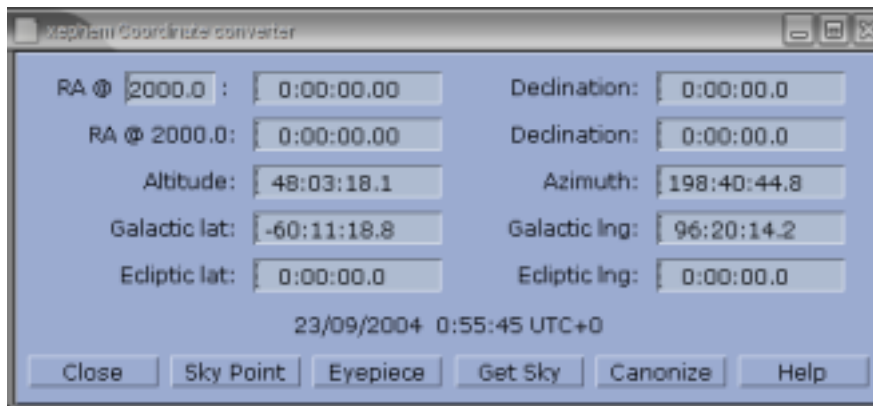 xephem Coordinate converter
RA @ 2000.0 : 0:00:00.00 Declination: 0:00:00.0
RA @ 2000.0: 0:00:00.00 Declination: 0:00:00.0
Altitude: 48:03:18.1 Azimuth: 198:40:44.8
Galactic lat: -60:11:18.8 Galactic lng: 96:20:14.2
Ecliptic lat: 0:00:00.0 Ecliptic lng: 0:00:00.0
23/09/2004 0:55:45 UTC+0
Close Sky Point Eyepiece Get Sky Canonize Help